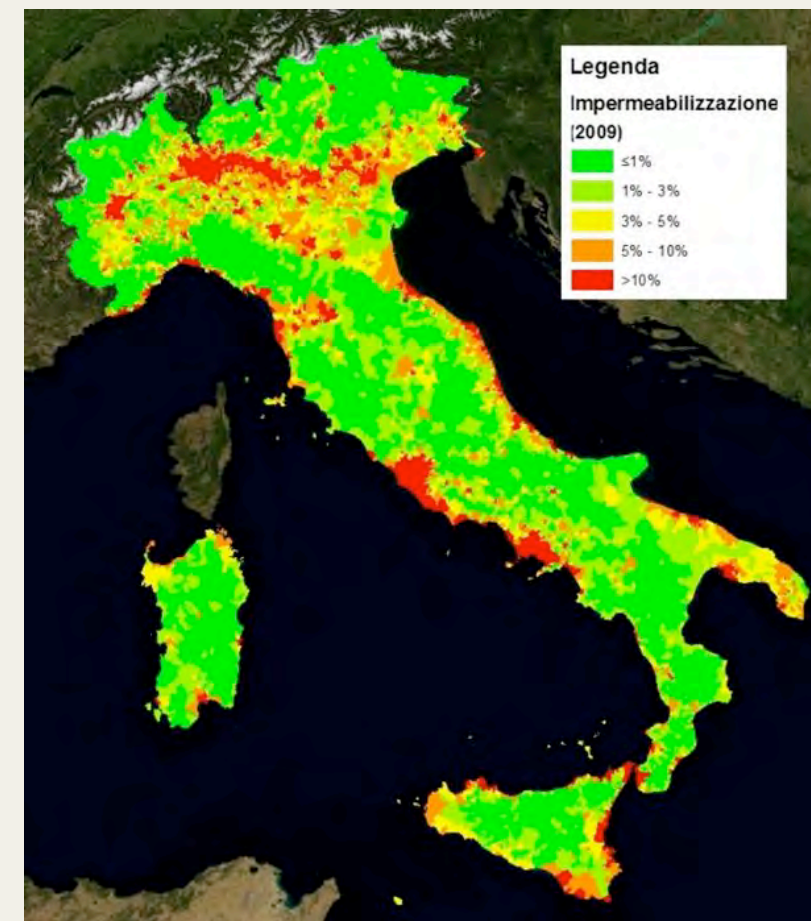 Legenda
Impermeabilizzazione
(2009)
≤1%
1% - 3%
3% - 5%
5% - 10%
>10%